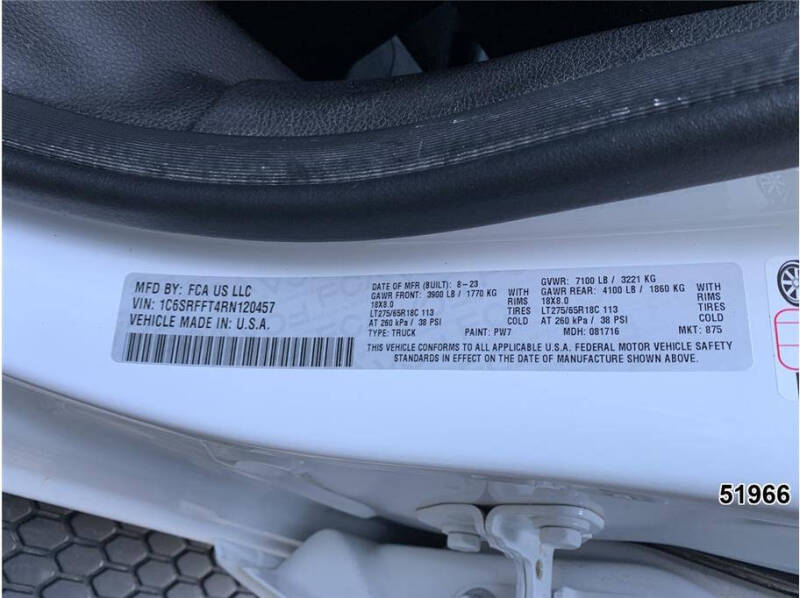 MFD BY: FCA US LLC
VIN: 1C6SRFFT4RN120457
VEHICLE MADE IN: U.S.A.
DATE OF MFR (BUILT): 8-23
GAWR FRONT: 3900 LB / 1770 KG
WITH
18X8.0
RIMS
LT275/65R18C 113
TIRES
AT 260 kPa / 38 PSI
COLD
TYPE: TRUCK
PAINT: PW7
GVWR: 7100 LB / 3221 KG
GAWR REAR: 4100 LB / 1860 KG
WITH
18X8.0
RIMS
LT275/65R18C 113
TIRES
AT 260 kPa / 38 PSI
COLD
MDH: 081716
MKT: 875
THIS VEHICLE CONFORMS TO ALL APPLICABLE U.S.A. FEDERAL MOTOR VEHICLE SAFETY
STANDARDS IN EFFECT ON THE DATE OF MANUFACTURE SHOWN ABOVE.
51966